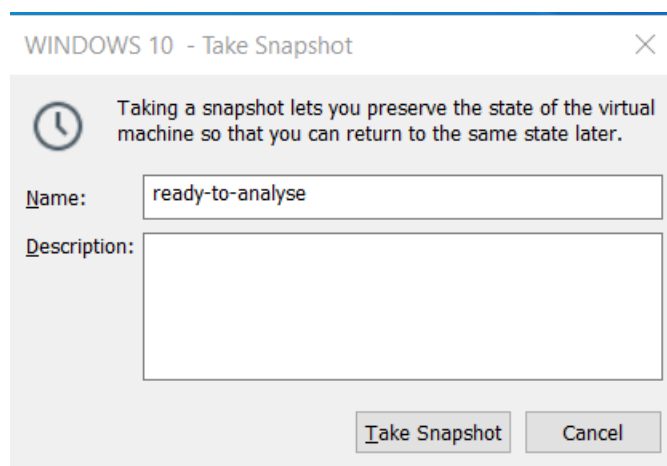 WINDOWS 10 - Take Snapshot
Taking a snapshot lets you preserve the state of the virtual
machine so that you can return to the same state later.
Name:
ready-to-analyse
Description:
Take Snapshot
Cancel